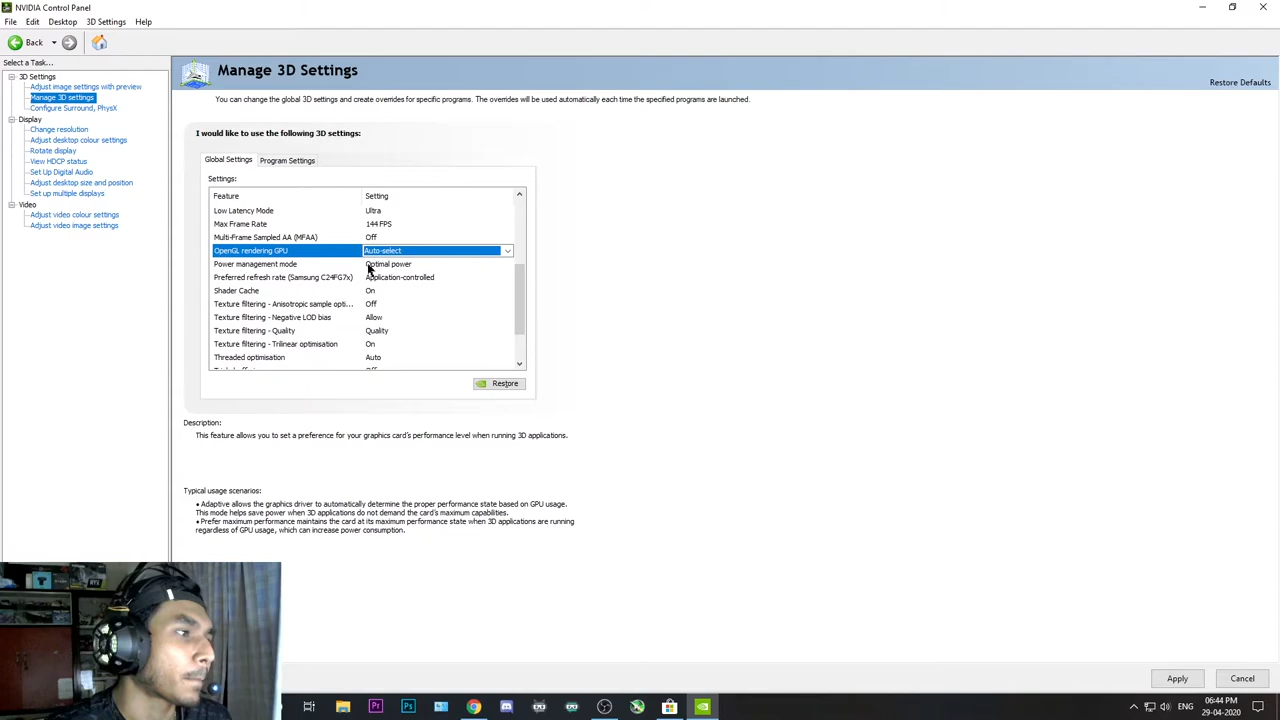 NVIDIA Control Panel
File Edit Desktop 3D Settings Help
Back
Select a Task...
3D Settings
Adjust image settings with preview
Manage 3D settings
Configure Surround, PhysX
Display
Change resolution
Adjust desktop colour settings
Rotate display
View HDCP status
Set Up Digital Audio
Adjust desktop size and position
Set up multiple displays
Video
Adjust video colour settings
Adjust video image settings
Manage 3D Settings
Restore Defaults
You can change the global 3D settings and create overrides for specific programs. The overrides will be used automatically each time the specified programs are launched.
I would like to use the following 3D settings:
Global Settings Program Settings
Settings:
Feature Setting
Low Latency Mode Ultra
Max Frame Rate 144 FPS
Multi-Frame Sampled AA (MFAA) Off
OpenGL rendering GPU Auto-select
Power management mode Optimal power
Preferred refresh rate (Samsung C24FG7x) Application-controlled
Shader Cache On
Texture filtering - Anisotropic sample opti... Off
Texture filtering - Negative LOD bias Allow
Texture filtering - Quality Quality
Texture filtering - Trilinear optimisation On
Threaded optimisation Auto
Restore
Description:
This feature allows you to set a preference for your graphics card's performance level when running 3D applications.
Typical usage scenarios:
• Adaptive allows the graphics driver to automatically determine the proper performance state based on GPU usage.
This mode helps save power when 3D applications do not demand the card's maximum capabilities.
• Prefer maximum performance maintains the card at its maximum performance state when 3D applications are running
regardless of GPU usage, which can increase power consumption.
Apply Cancel
Pr Ps
ENG 06:44 PM
29-04-2020